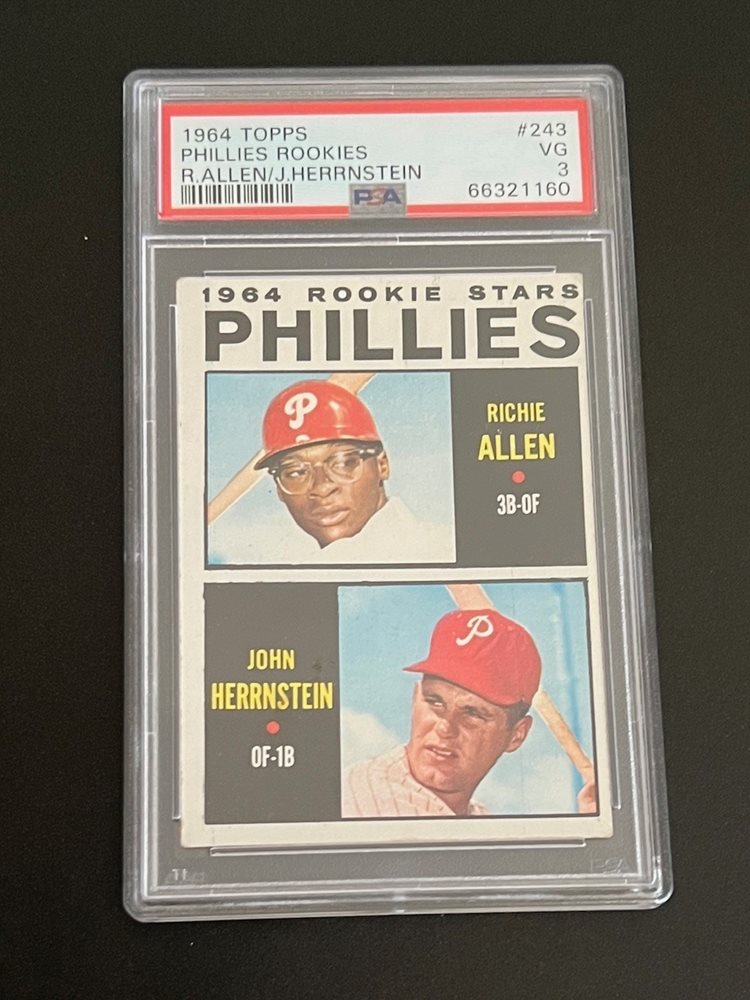 1964 TOPPS #243
PHILLIES ROOKIES VG
R.ALLEN/J.HERRNSTEIN 3
PSA 66321160
1964 ROOKIE STARS
PHILLIES
P
RICHIE
ALLEN
3B-OF
P
JOHN
HERRNSTEIN
OF-1B
PSA